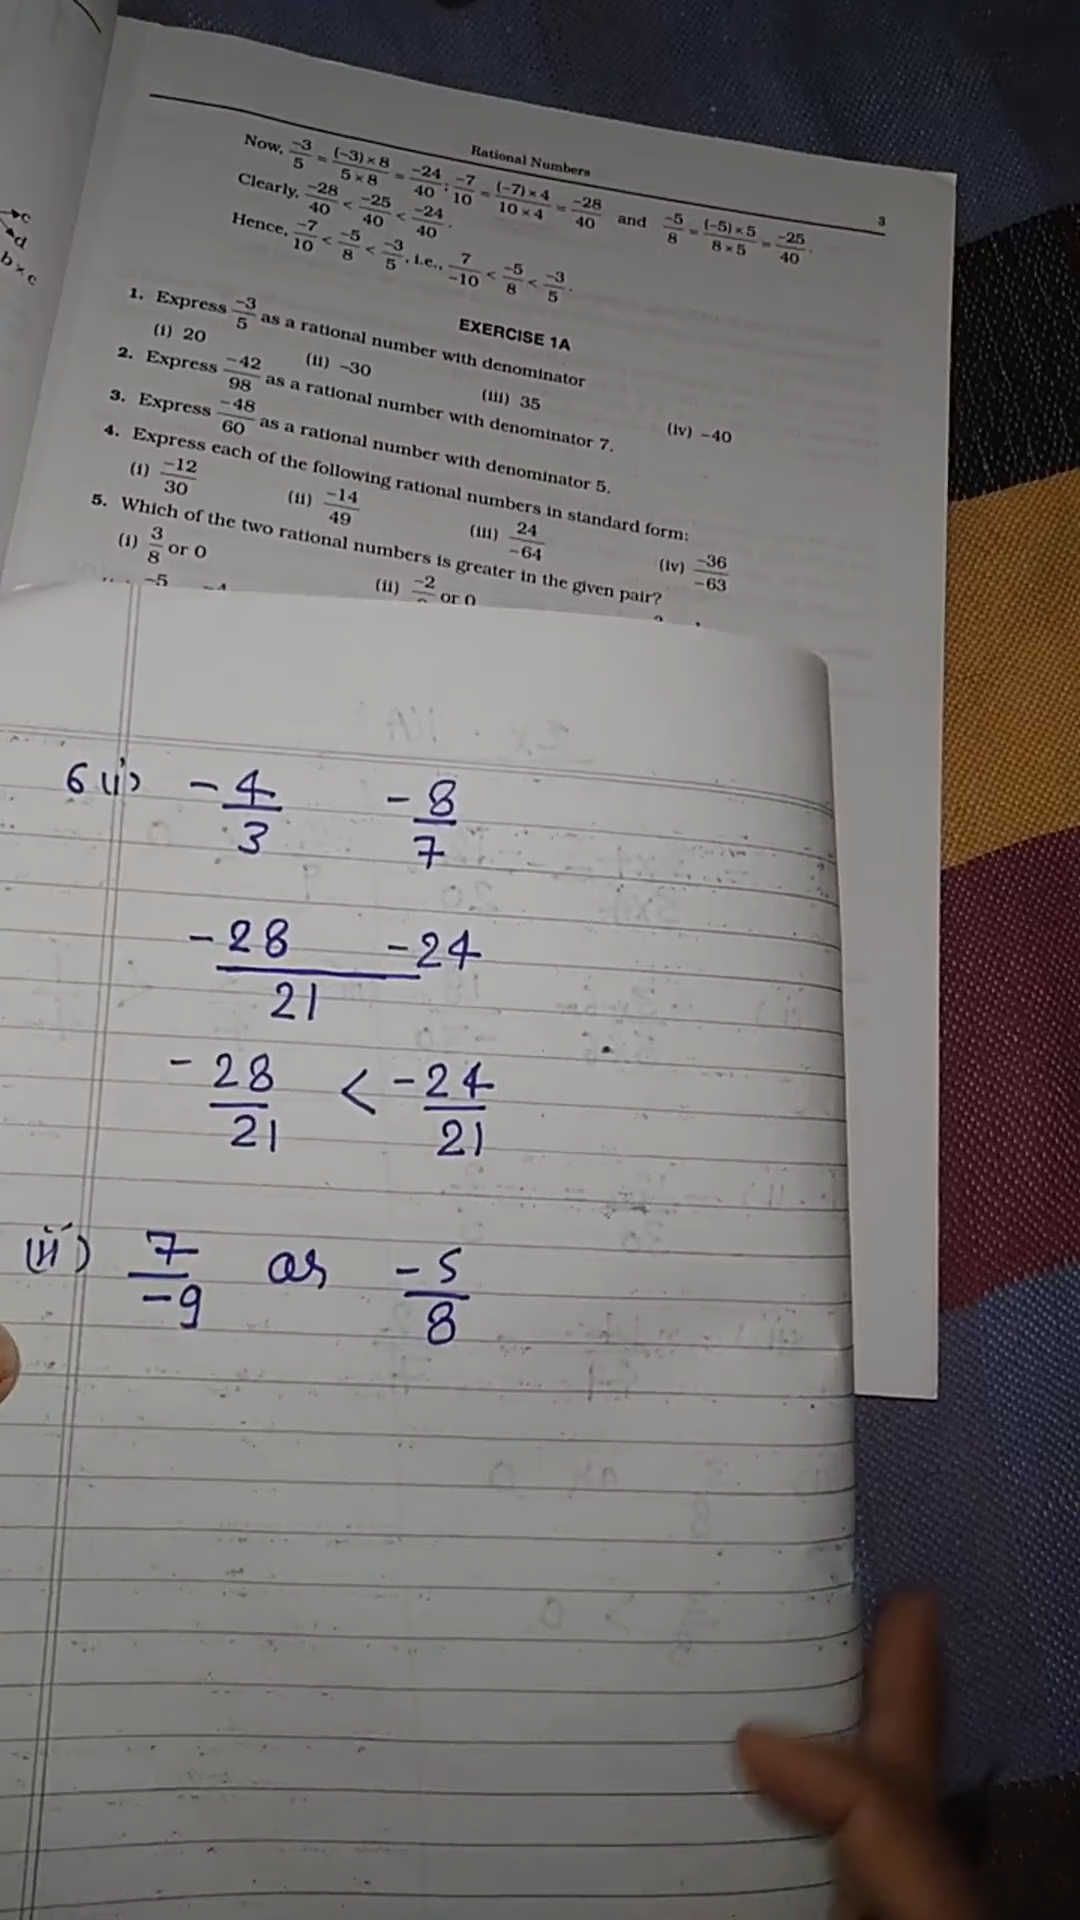 Rational Numbers
3
Now, -3/5 = (-3)×8/5×8 = -24/40; -7/10 = (-7)×4/10×4 = -28/40 and -5/8 = (-5)×5/8×5 = -25/40.
Clearly, -28/40 < -25/40 < -24/40.
Hence, -7/10 < -5/8 < -3/5, i.e., 7/-10 < -5/8 < -3/5.
EXERCISE 1A
1. Express -3/5 as a rational number with denominator
(i) 20 (ii) -30 (iii) 35 (iv) -40
2. Express -42/98 as a rational number with denominator 7.
3. Express -48/60 as a rational number with denominator 5.
4. Express each of the following rational numbers in standard form:
(i) -12/30 (ii) -14/49 (iii) 24/-64 (iv) -36/-63
5. Which of the two rational numbers is greater in the given pair?
(i) 3/8 or 0 (ii) -2 or 0
-5 -4
→c
d
b×c
6(i) -4/3 -8/7
-28 -24
21
-28/21 < -24/21
(ii) 7/-9 or -5/8